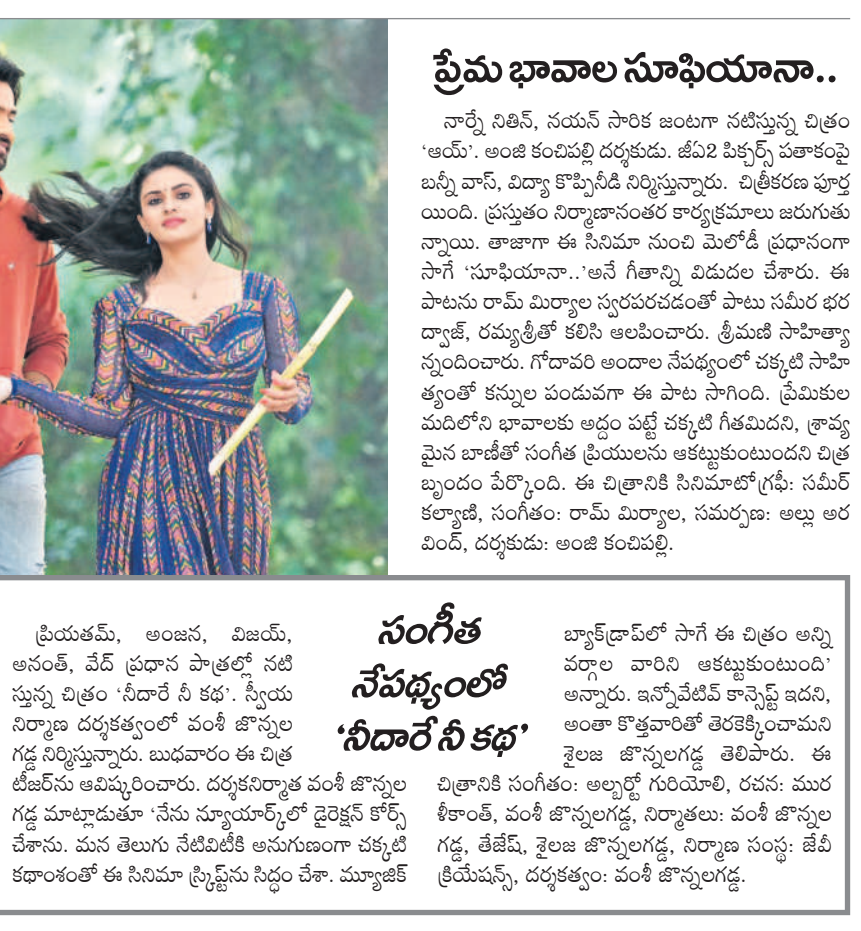 ప్రేమ భావాల సూఫియానా..
నార్నే నితిన్, నయన్ సారిక జంటగా నటిస్తున్న చిత్రం
‘ఆయ్’. అంజి కంచిపల్లి దర్శకుడు. జీఏ2 పిక్చర్స్ పతాకంపై
బన్నీ వాస్, విద్యా కొప్పినీడి నిర్మిస్తున్నారు. చిత్రీకరణ పూర్త
యింది. ప్రస్తుతం నిర్మాణానంతర కార్యక్రమాలు జరుగుతు
న్నాయి. తాజాగా ఈ సినిమా నుంచి మెలోడీ ప్రధానంగా
సాగే ‘సూఫియానా..’అనే గీతాన్ని విడుదల చేశారు. ఈ
పాటను రామ్ మిర్యాల స్వరపరచడంతో పాటు సమీర భర
ద్వాజ్, రమ్యశ్రీతో కలిసి ఆలపించారు. శ్రీమణి సాహిత్యా
న్నందించారు. గోదావరి అందాల నేపథ్యంలో చక్కటి సాహి
త్యంతో కన్నుల పండువగా ఈ పాట సాగింది. ప్రేమికుల
మదిలోని భావాలకు అద్దం పట్టే చక్కటి గీతమిదని, శ్రావ్య
మైన బాణీతో సంగీత ప్రియులను ఆకట్టుకుంటుందని చిత్ర
బృందం పేర్కొంది. ఈ చిత్రానికి సినిమాటోగ్రఫీ: సమీర్
కల్యాణి, సంగీతం: రామ్ మిర్యాల, సమర్పణ: అల్లు అర
వింద్, దర్శకుడు: అంజి కంచిపల్లి.
సంగీత
నేపథ్యంలో
‘నీదారే నీ కథ’
ప్రియతమ్, అంజన, విజయ్,
అనంత్, వేద్ ప్రధాన పాత్రల్లో నటి
స్తున్న చిత్రం ‘నీదారే నీ కథ’. స్వీయ
నిర్మాణ దర్శకత్వంలో వంశీ జొన్నల
గడ్డ నిర్మిస్తున్నారు. బుధవారం ఈ చిత్ర
టీజర్‌ను ఆవిష్కరించారు. దర్శకనిర్మాత వంశీ జొన్నల
గడ్డ మాట్లాడుతూ ‘నేను న్యూయార్క్‌లో డైరెక్షన్ కోర్స్
చేశాను. మన తెలుగు నేటివిటీకి అనుగుణంగా చక్కటి
కథాంశంతో ఈ సినిమా స్క్రిప్ట్‌ను సిద్ధం చేశా. మ్యూజిక్
బ్యాక్‌డ్రాప్‌లో సాగే ఈ చిత్రం అన్ని
వర్గాల వారిని ఆకట్టుకుంటుంది’
అన్నారు. ఇన్నోవేటివ్ కాన్సెప్ట్ ఇదని,
అంతా కొత్తవారితో తెరకెక్కించామని
శైలజ జొన్నలగడ్డ తెలిపారు. ఈ
చిత్రానికి సంగీతం: అల్బర్టో గురియోలి, రచన: ముర
ళీకాంత్, వంశీ జొన్నలగడ్డ, నిర్మాతలు: వంశీ జొన్నల
గడ్డ, తేజేష్, శైలజ జొన్నలగడ్డ, నిర్మాణ సంస్థ: జేవీ
క్రియేషన్స్, దర్శకత్వం: వంశీ జొన్నలగడ్డ.